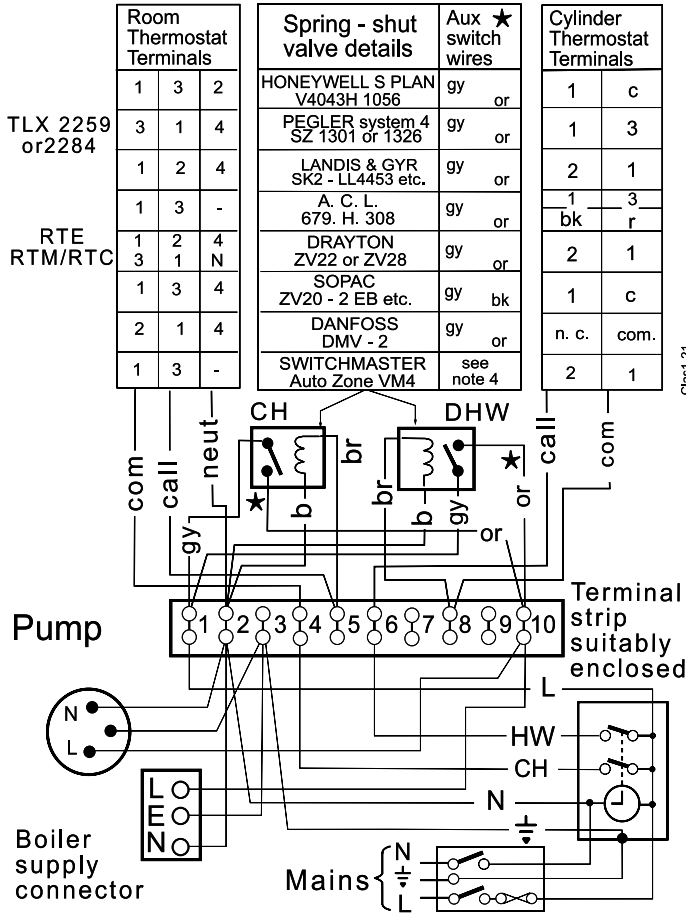 Room
Thermostat
Terminals
1 3 2
3 1 4
1 2 4
1 3 -
1 2 4
3 1 N
1 3 4
2 1 4
1 3 -
TLX 2259
or2284
RTE
RTM/RTC
Spring - shut
valve details
Aux ★
switch
wires
HONEYWELL S PLAN
V4043H 1056
gy or
PEGLER system 4
SZ 1301 or 1326
gy or
LANDIS & GYR
SK2 - LL4453 etc.
gy or
A. C. L.
679. H. 308
gy or
DRAYTON
ZV22 or ZV28
gy or
SOPAC
ZV20 - 2 EB etc.
gy bk
DANFOSS
DMV - 2
gy or
SWITCHMASTER
Auto Zone VM4
see
note 4
Cylinder
Thermostat
Terminals
1 c
1 3
2 1
1 3
bk r
2 1
1 c
n. c. com.
2 1
CH
DHW
com
call
neut
gy
b
br
★
br
b
gy
★
or
call
com
or
1 2 3 4 5 6 7 8 9 10
Terminal
strip
suitably
enclosed
Pump
N
L
L
HW
CH
N
L
E
N
Boiler
supply
connector
Mains
N
L